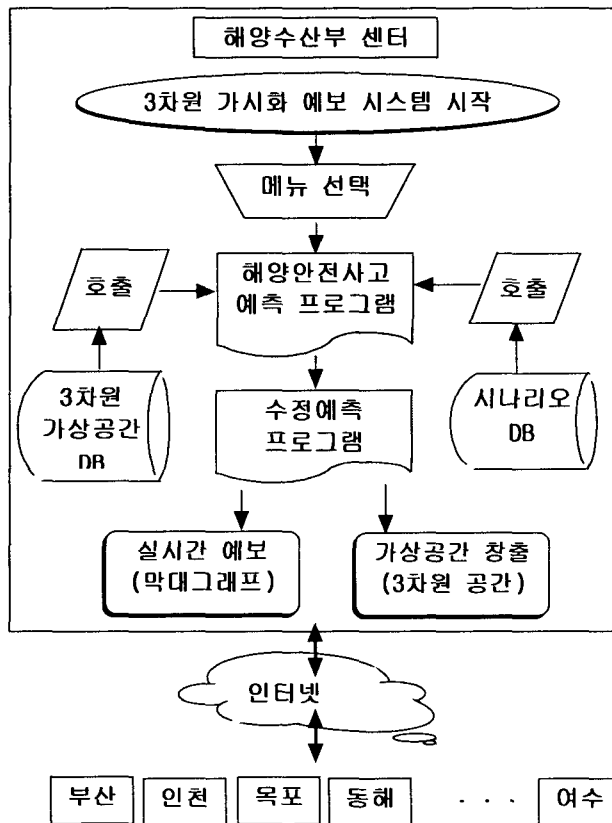 해양수산부 센터
3차원 가시화 예보 시스템 시작
메뉴 선택
해양안전사고
예측 프로그램
호출
호출
3차원
가상공간
DB
수정예측
프로그램
시나리오
DB
실시간 예보
(막대그래프)
가상공간 창출
(3차원 공간)
인터넷
부산
인천
목포
동해
· · ·
여수